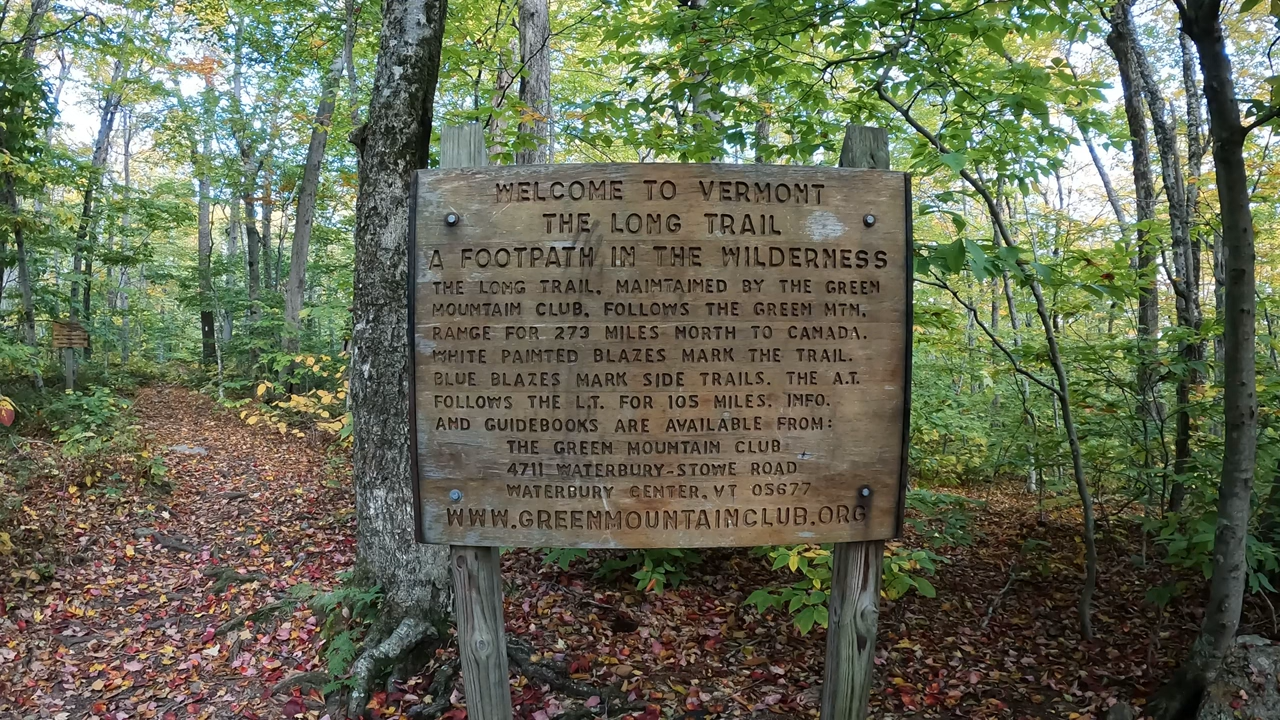 WELCOME TO VERMONT
THE LONG TRAIL
A FOOTPATH IN THE WILDERNESS
THE LONG TRAIL, MAINTAINED BY THE GREEN
MOUNTAIN CLUB, FOLLOWS THE GREEN MTN.
RANGE FOR 273 MILES NORTH TO CANADA.
WHITE PAINTED BLAZES MARK THE TRAIL.
BLUE BLAZES MARK SIDE TRAILS. THE A.T.
FOLLOWS THE L.T. FOR 105 MILES. INFO.
AND GUIDEBOOKS ARE AVAILABLE FROM:
THE GREEN MOUNTAIN CLUB
4711 WATERBURY-STOWE ROAD
WATERBURY CENTER, VT 05677
WWW.GREENMOUNTAINCLUB.ORG